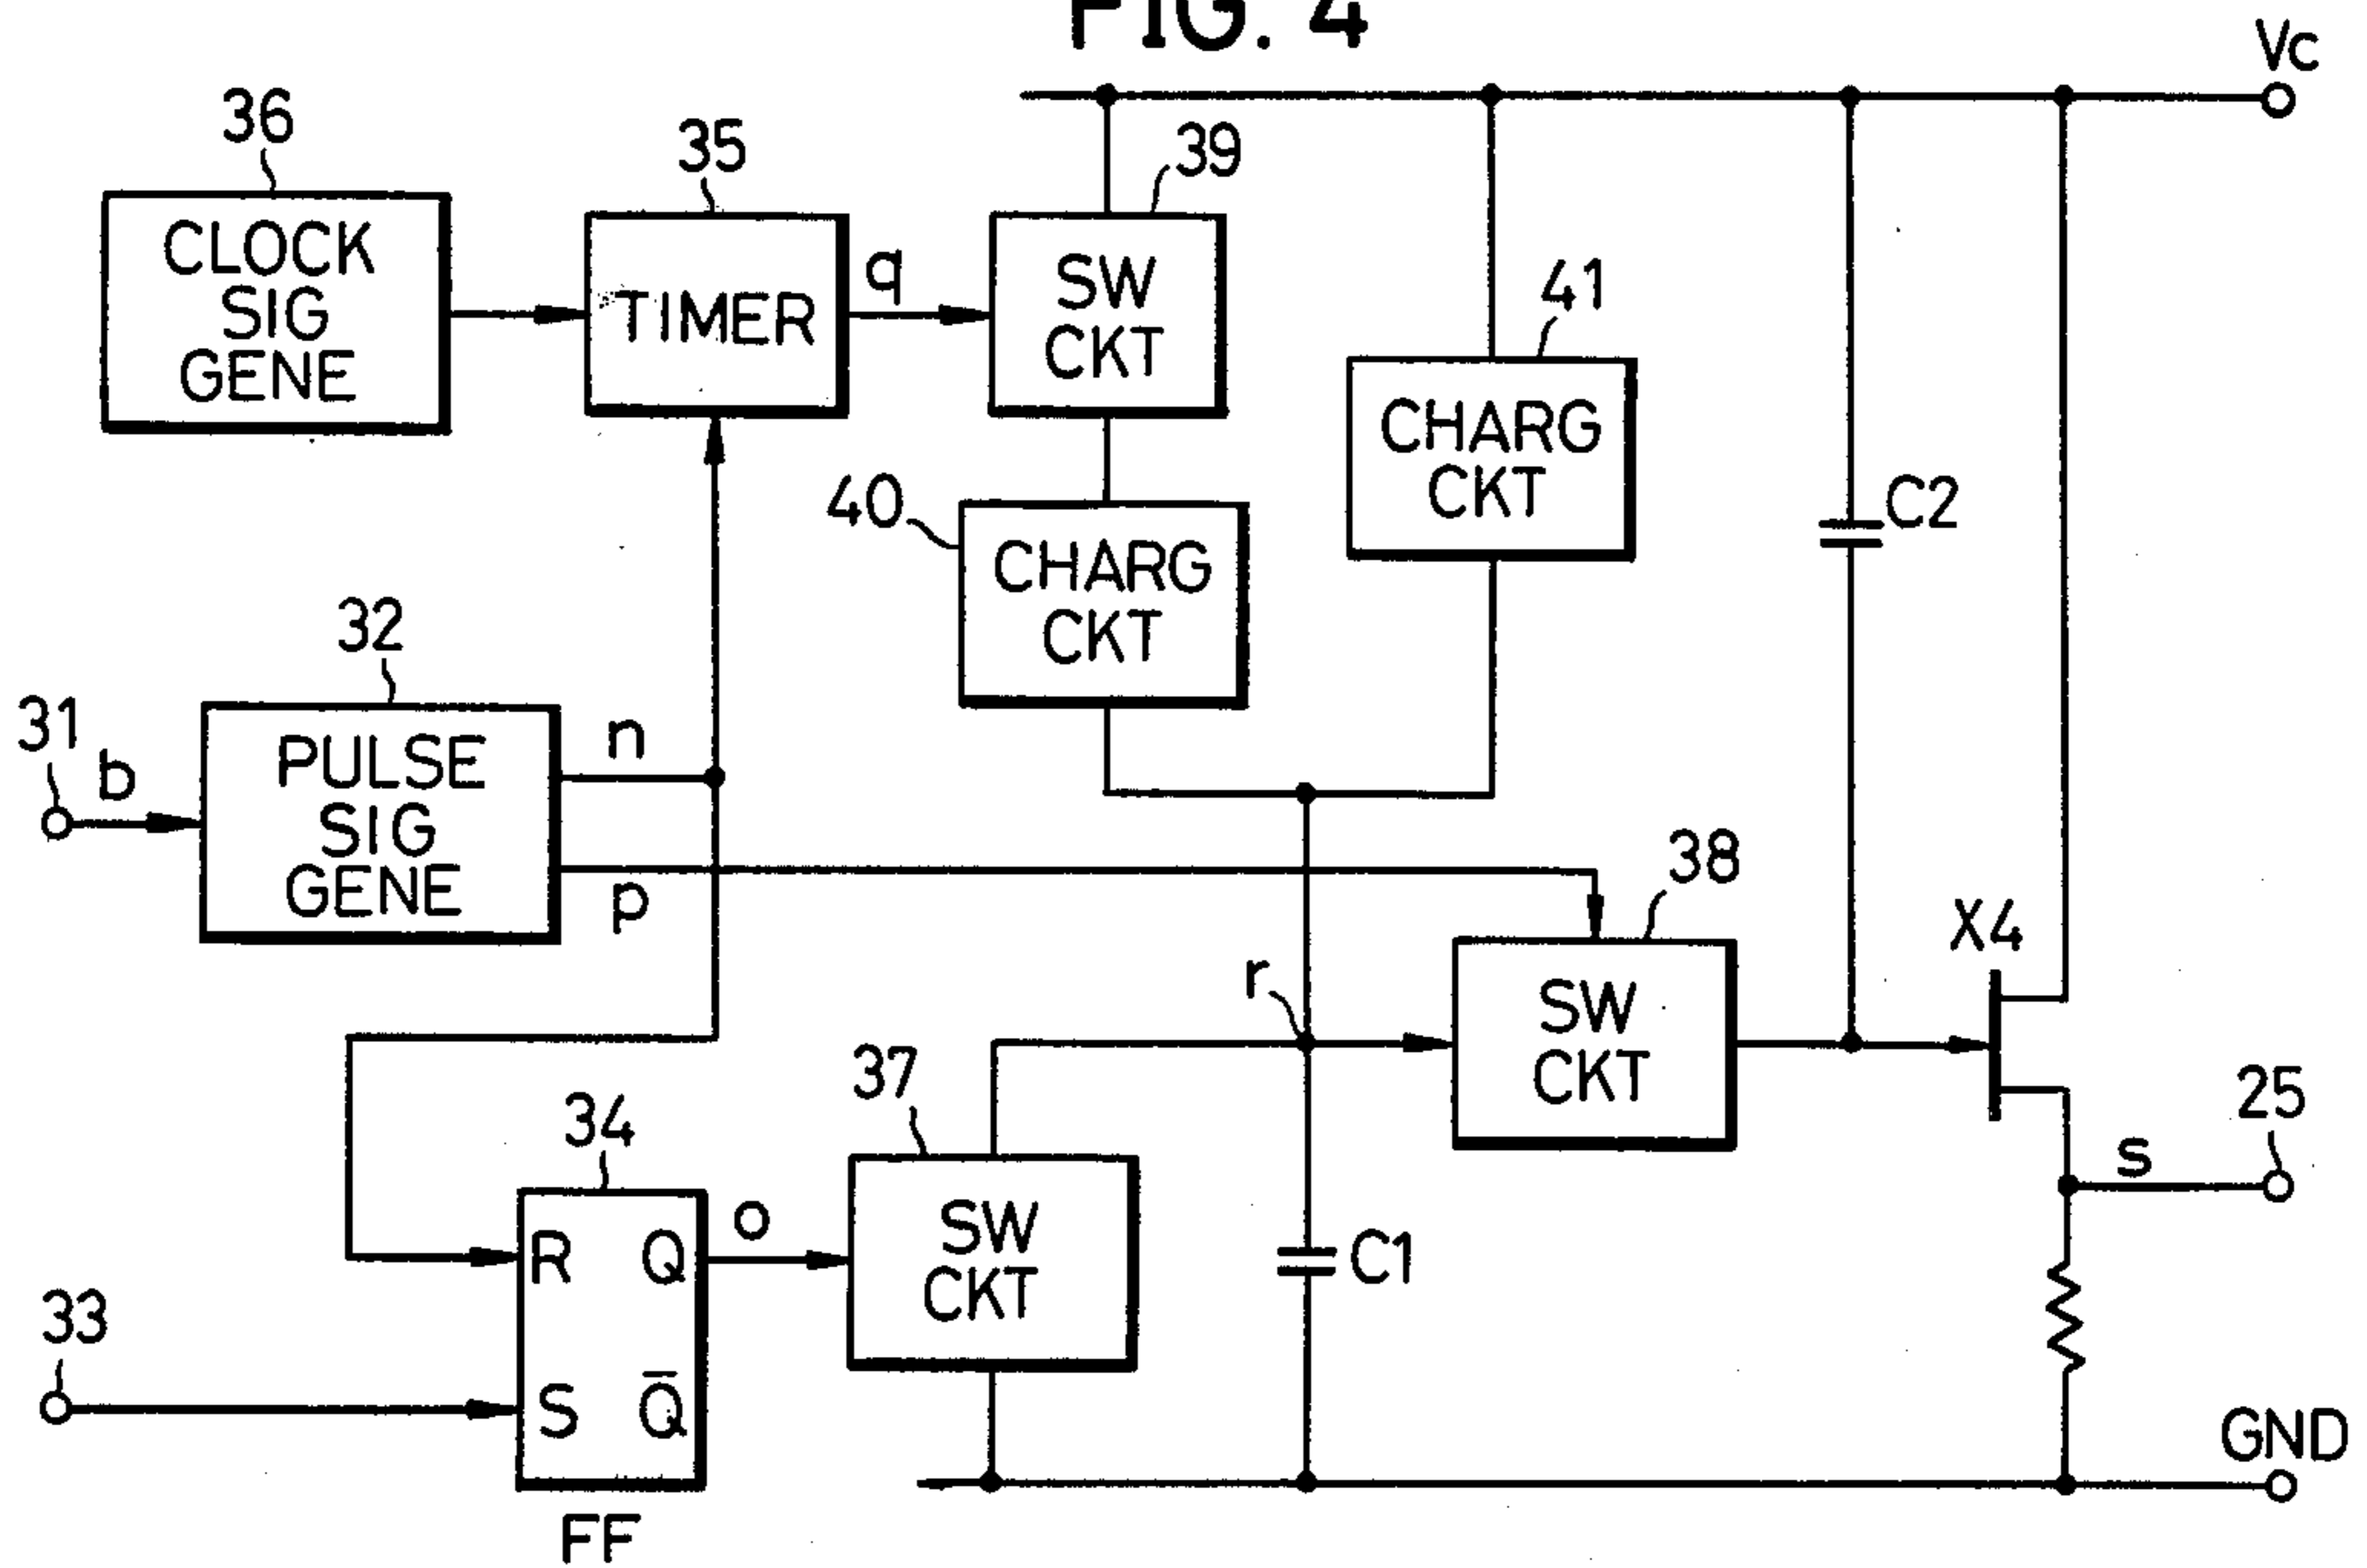 FIG. 4
Vc
36
35
39
CLOCK
SIG
GENE
TIMER
q
SW
CKT
41
CHARG
CKT
40
CHARG
CKT
C2
32
31
b
PULSE
SIG
GENE
n
p
38
r
SW
CKT
X4
37
34
25
s
R
Q
o
SW
CKT
C1
33
S
Q̅
GND
FF